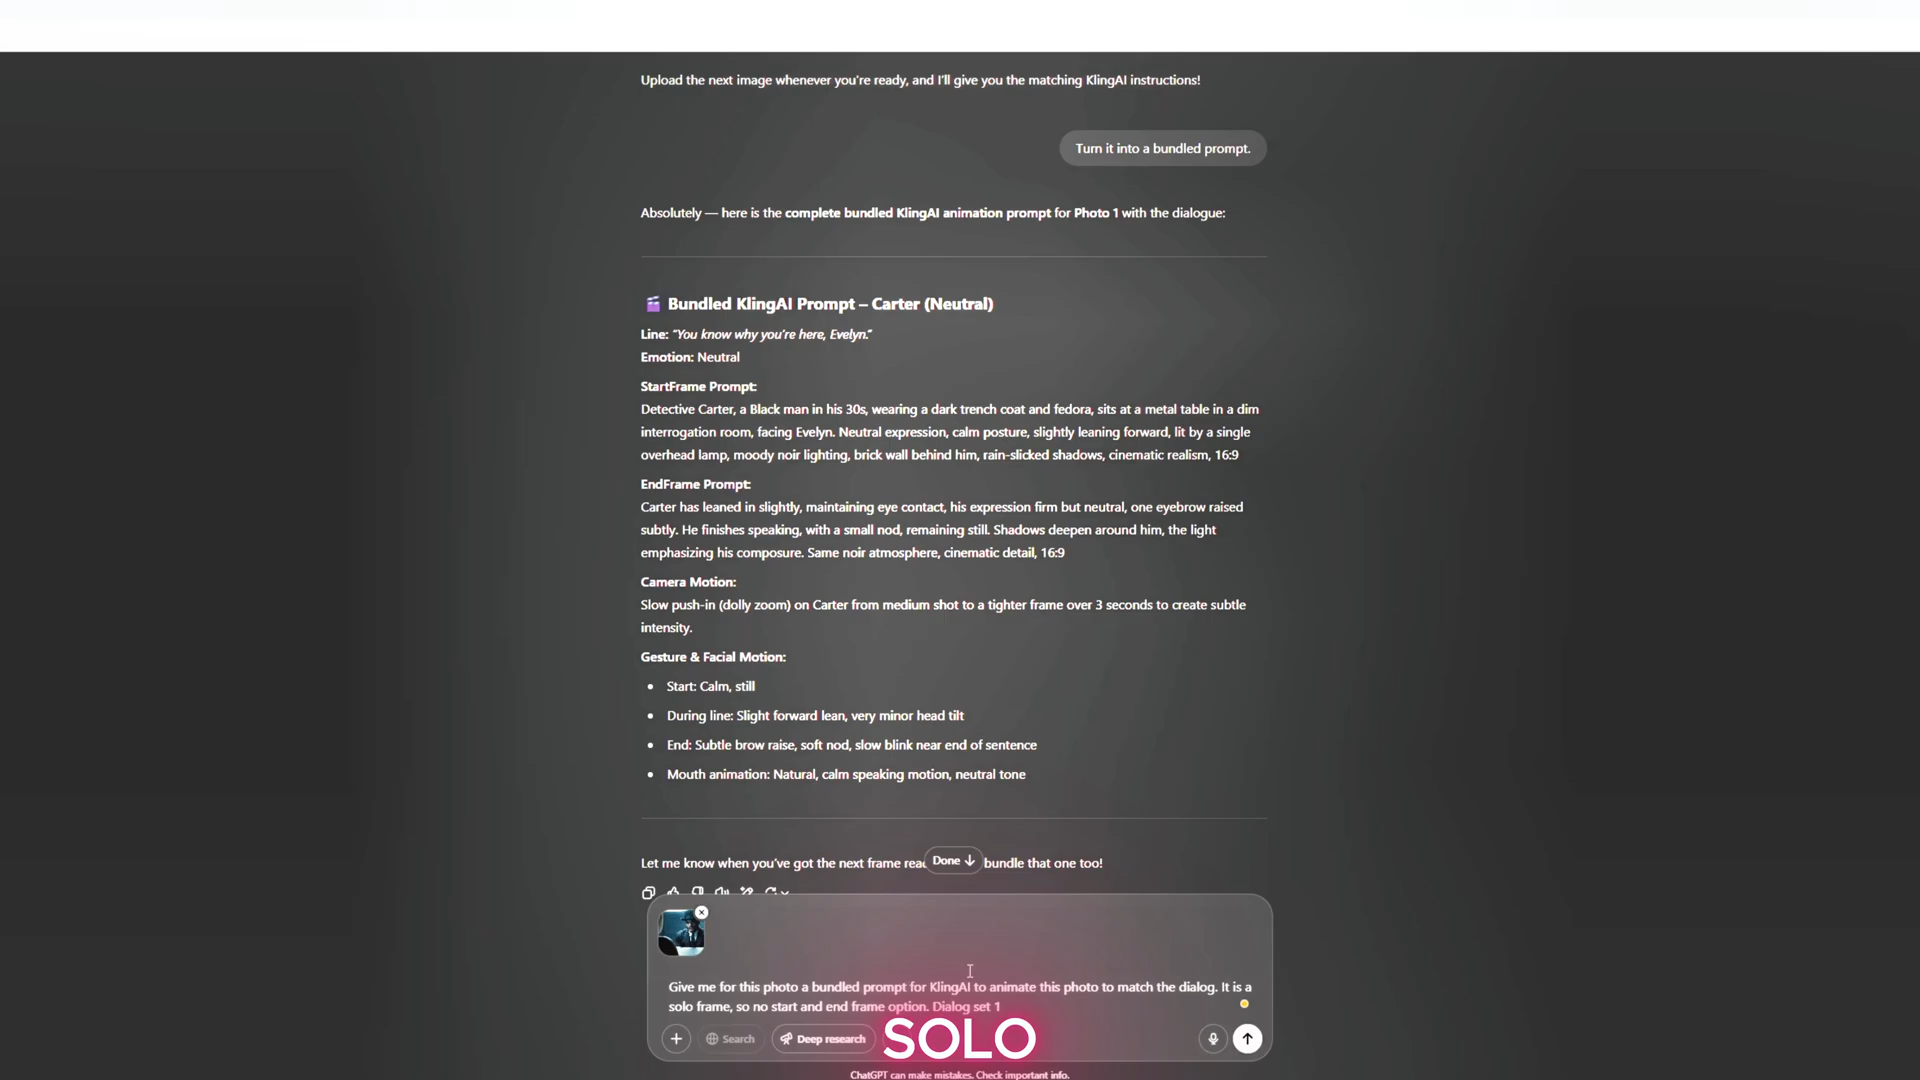 Upload the next image whenever you're ready, and I'll give you the matching KlingAI instructions!
Turn it into a bundled prompt.
Absolutely — here is the complete bundled KlingAI animation prompt for Photo 1 with the dialogue:
Bundled KlingAI Prompt – Carter (Neutral)
Line: "You know why you're here, Evelyn."
Emotion: Neutral
StartFrame Prompt:
Detective Carter, a Black man in his 30s, wearing a dark trench coat and fedora, sits at a metal table in a dim
interrogation room, facing Evelyn. Neutral expression, calm posture, slightly leaning forward, lit by a single
overhead lamp, moody noir lighting, brick wall behind him, rain-slicked shadows, cinematic realism, 16:9
EndFrame Prompt:
Carter has leaned in slightly, maintaining eye contact, his expression firm but neutral, one eyebrow raised
subtly. He finishes speaking, with a small nod, remaining still. Shadows deepen around him, the light
emphasizing his composure. Same noir atmosphere, cinematic detail, 16:9
Camera Motion:
Slow push-in (dolly zoom) on Carter from medium shot to a tighter frame over 3 seconds to create subtle
intensity.
Gesture & Facial Motion:
• Start: Calm, still
• During line: Slight forward lean, very minor head tilt
• End: Subtle brow raise, soft nod, slow blink near end of sentence
• Mouth animation: Natural, calm speaking motion, neutral tone
Let me know when you've got the next frame bundle that one too!
Done ↓
Give me for this photo a bundled prompt for KlingAI to animate this photo to match the dialog. It is a
solo frame, so no start and end frame option. Dialog set 1
Search Deep research
SOLO
ChatGPT can make mistakes. Check important info.